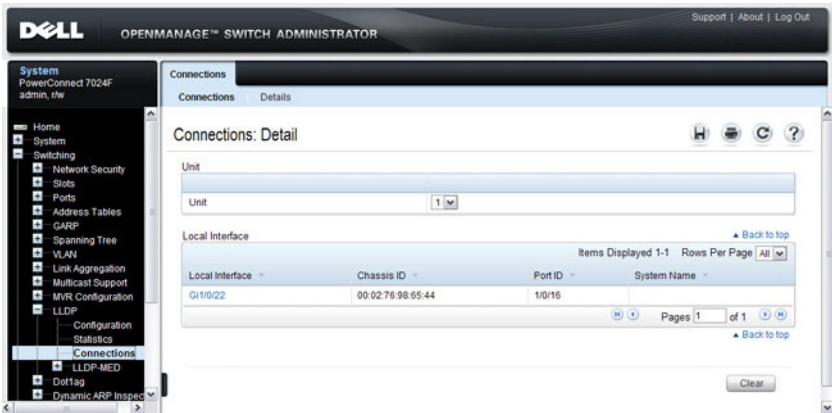 Support | About | Log Out
DELL
OPENMANAGE™ SWITCH ADMINISTRATOR
System
PowerConnect 7024F
admin, r/w
Home
System
Switching
Network Security
Slots
Ports
Address Tables
GARP
Spanning Tree
VLAN
Link Aggregation
Multicast Support
MVR Configuration
LLDP
Configuration
Statistics
Connections
LLDP-MED
Dot1ag
Dynamic ARP Inspec
Connections
Connections Details
Connections: Detail
?
Unit
Unit 1
Local Interface
Back to top
Items Displayed 1-1 Rows Per Page All
Local Interface Chassis ID Port ID System Name
Gi1/0/22 00:02:76:98:65:44 1/0/16
Pages 1 of 1
Back to top
Clear